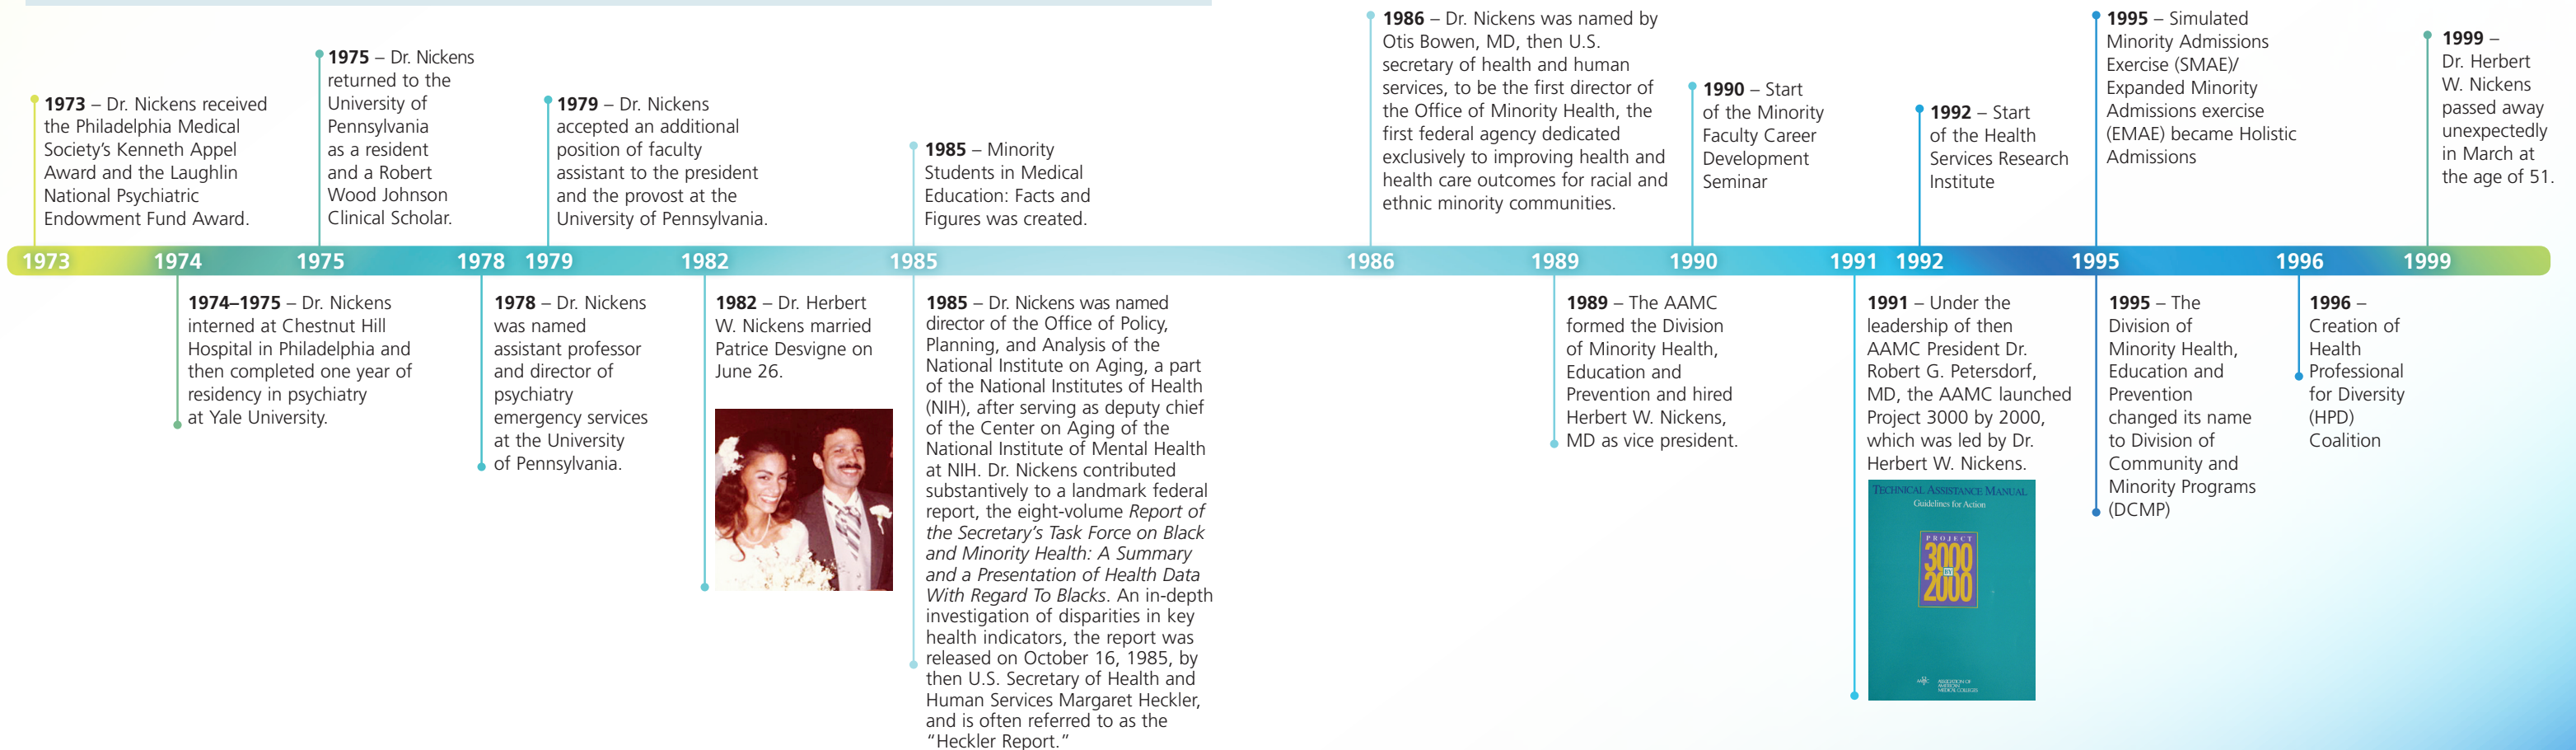 1973 – Dr. Nickens received
the Philadelphia Medical
Society’s Kenneth Appel
Award and the Laughlin
National Psychiatric
Endowment Fund Award.
1975 – Dr. Nickens
returned to the
University of
Pennsylvania
as a resident
and a Robert
Wood Johnson
Clinical Scholar.
1979 – Dr. Nickens
accepted an additional
position of faculty
assistant to the president
and the provost at the
University of Pennsylvania.
1985 – Minority
Students in Medical
Education: Facts and
Figures was created.
1986 – Dr. Nickens was named by
Otis Bowen, MD, then U.S.
secretary of health and human
services, to be the first director of
the Office of Minority Health, the
first federal agency dedicated
exclusively to improving health and
health care outcomes for racial and
ethnic minority communities.
1990 – Start
of the Minority
Faculty Career
Development
Seminar
1992 – Start
of the Health
Services Research
Institute
1995 – Simulated
Minority Admissions
Exercise (SMAE)/
Expanded Minority
Admissions exercise
(EMAE) became Holistic
Admissions
1999 –
Dr. Herbert
W. Nickens
passed away
unexpectedly
in March at
the age of 51.
1973 1974 1975 1978 1979 1982 1985 1986 1989 1990 1991 1992 1995 1996 1999
1974–1975 – Dr. Nickens
interned at Chestnut Hill
Hospital in Philadelphia and
then completed one year of
residency in psychiatry
at Yale University.
1978 – Dr. Nickens
was named
assistant professor
and director of
psychiatry
emergency services
at the University
of Pennsylvania.
1982 – Dr. Herbert
W. Nickens married
Patrice Desvigne on
June 26.
1985 – Dr. Nickens was named
director of the Office of Policy,
Planning, and Analysis of the
National Institute on Aging, a part
of the National Institutes of Health
(NIH), after serving as deputy chief
of the Center on Aging of the
National Institute of Mental Health
at NIH. Dr. Nickens contributed
substantively to a landmark federal
report, the eight-volume Report of
the Secretary’s Task Force on Black
and Minority Health: A Summary
and a Presentation of Health Data
With Regard To Blacks. An in-depth
investigation of disparities in key
health indicators, the report was
released on October 16, 1985, by
then U.S. Secretary of Health and
Human Services Margaret Heckler,
and is often referred to as the
“Heckler Report.”
1989 – The AAMC
formed the Division
of Minority Health,
Education and
Prevention and hired
Herbert W. Nickens,
MD as vice president.
1991 – Under the
leadership of then
AAMC President Dr.
Robert G. Petersdorf,
MD, the AAMC launched
Project 3000 by 2000,
which was led by Dr.
Herbert W. Nickens.
TECHNICAL ASSISTANCE MANUAL
Guidelines for Action
PROJECT
3000
BY
2000
AAMC
ASSOCIATION OF
AMERICAN
MEDICAL COLLEGES
1995 – The
Division of
Minority Health,
Education and
Prevention
changed its name
to Division of
Community and
Minority Programs
(DCMP)
1996 –
Creation of
Health
Professional
for Diversity
(HPD)
Coalition